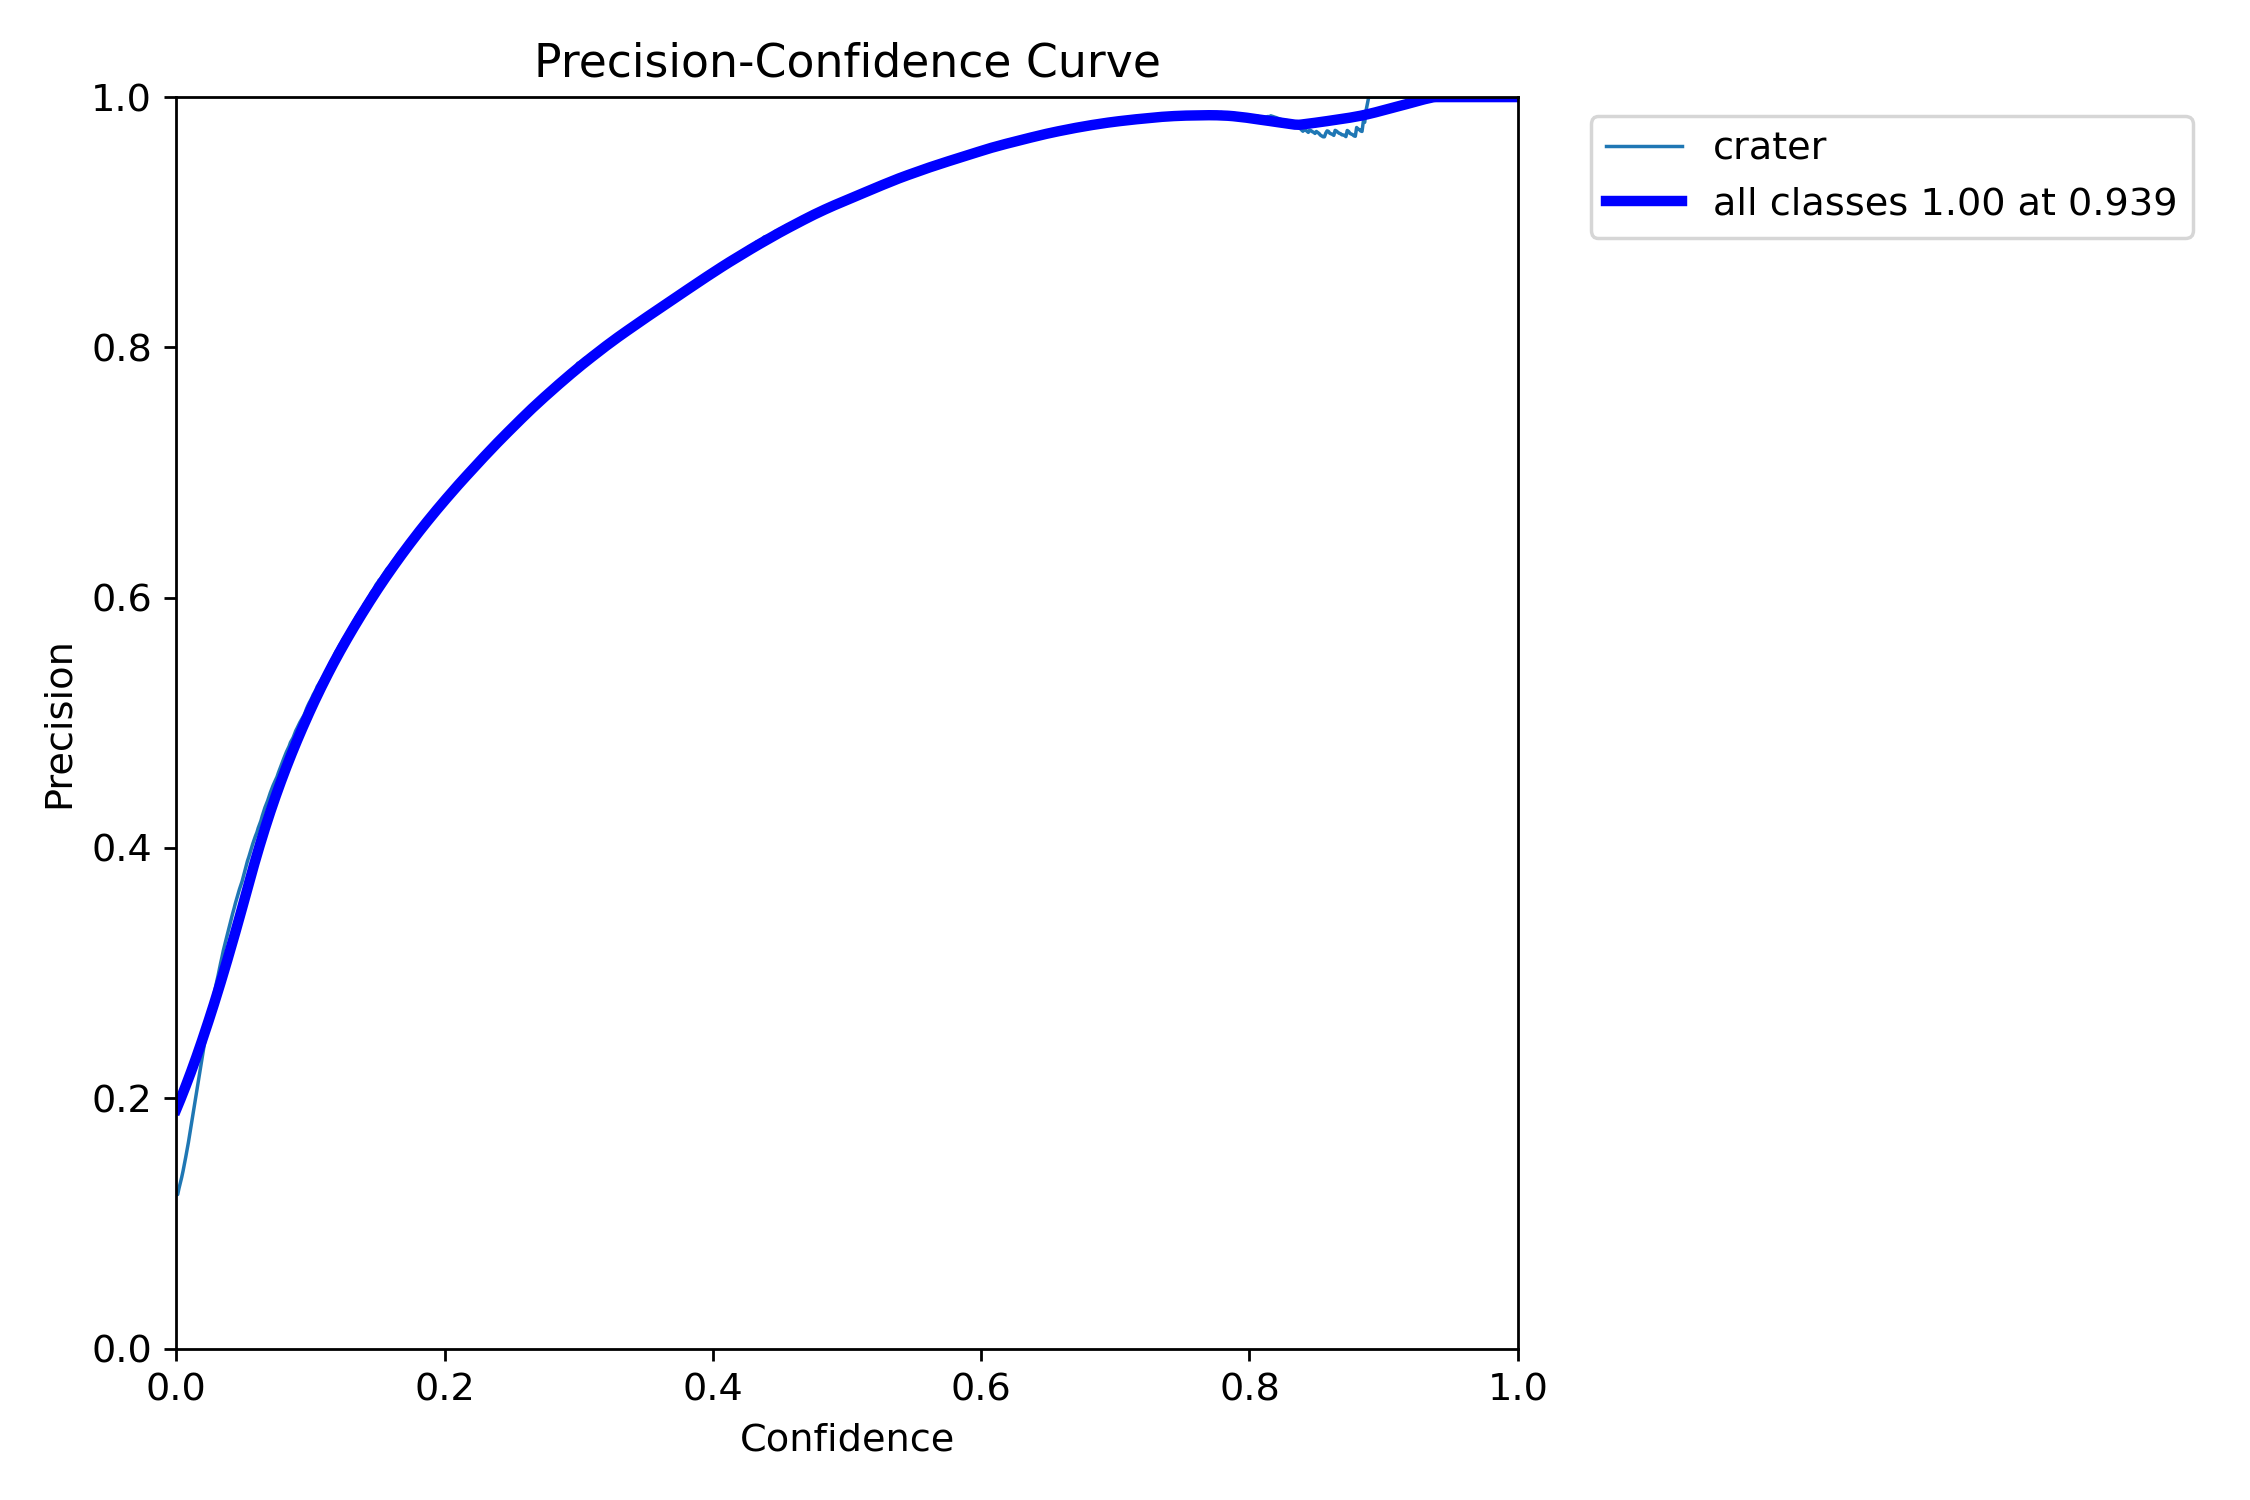 Precision-Confidence Curve
1.0
0.8
0.6
0.4
0.2
0.0
Precision
0.0 0.2 0.4 0.6 0.8 1.0
Confidence
crater
all classes 1.00 at 0.939